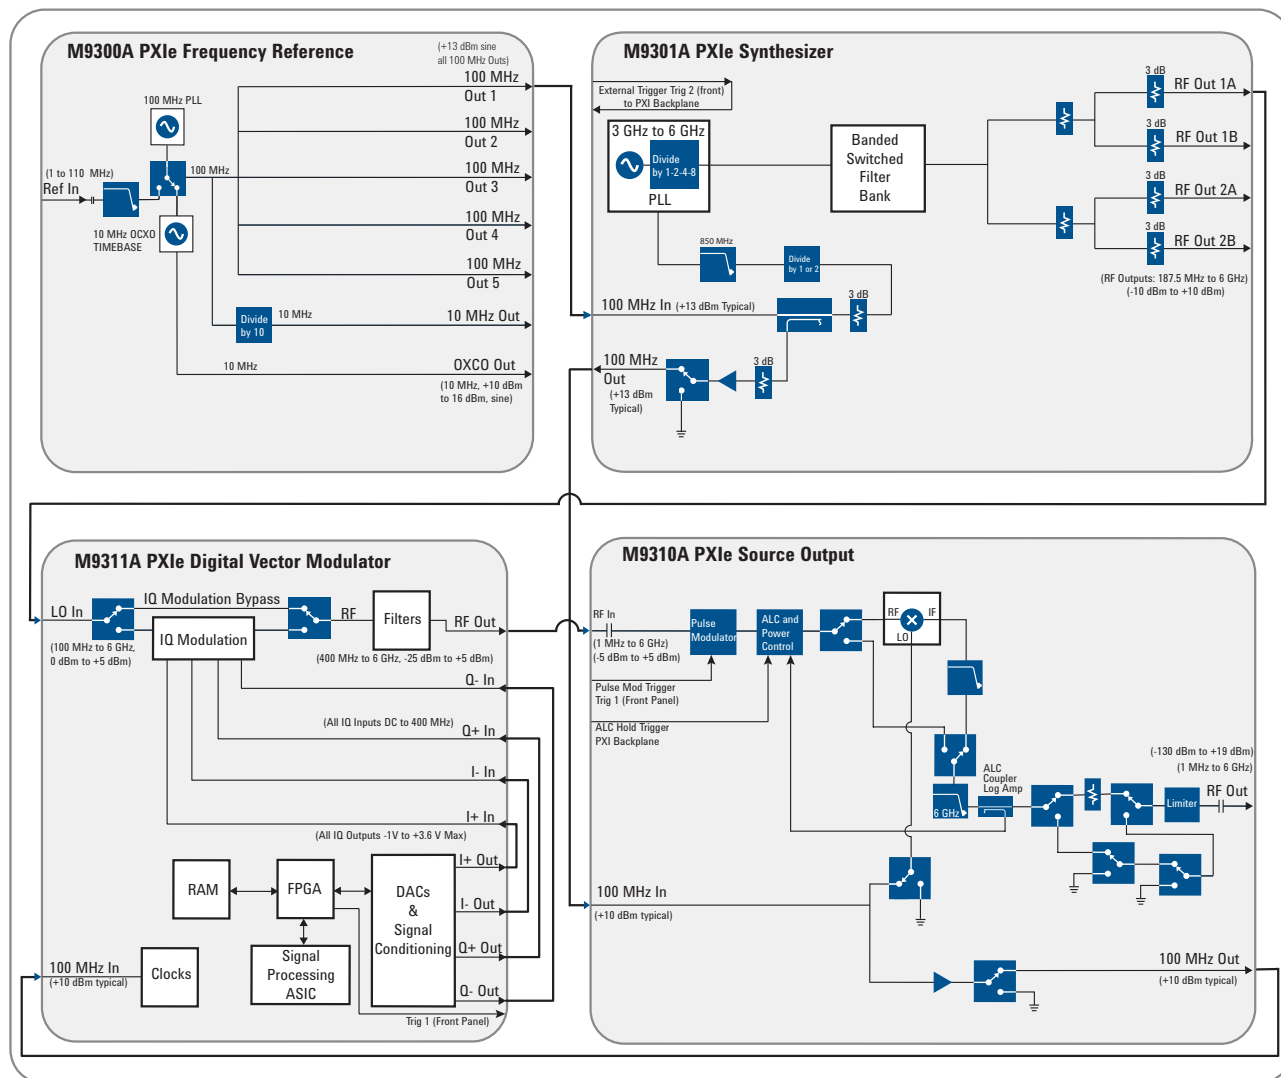 M9300A PXIe Frequency Reference
(+13 dBm sine
all 100 MHz Outs)
100 MHz
Out 1
100 MHz PLL
100 MHz
Out 2
(1 to 110 MHz)
Ref In
100 MHz
100 MHz
Out 3
100 MHz
Out 4
10 MHz OCXO
TIMEBASE
100 MHz
Out 5
Divide
by 10
10 MHz
10 MHz Out
10 MHz
OXCO Out
(10 MHz, +10 dBm
to 16 dBm, sine)
M9301A PXIe Synthesizer
External Trigger Trig 2 (front)
to PXI Backplane
3 GHz to 6 GHz
Divide
by 1-2-4-8
PLL
Banded
Switched
Filter
Bank
3 dB
RF Out 1A
3 dB
RF Out 1B
3 dB
RF Out 2A
3 dB
RF Out 2B
(RF Outputs: 187.5 MHz to 6 GHz)
(-10 dBm to +10 dBm)
850 MHz
Divide
by 1 or 2
100 MHz In (+13 dBm Typical)
3 dB
100 MHz
Out
(+13 dBm
Typical)
3 dB
M9311A PXIe Digital Vector Modulator
LO In
IQ Modulation Bypass
RF
Filters
RF Out
IQ Modulation
(100 MHz to 6 GHz,
0 dBm to +5 dBm)
(400 MHz to 6 GHz, -25 dBm to +5 dBm)
Q- In
(All IQ Inputs DC to 400 MHz)
Q+ In
I- In
I+ In
(All IQ Outputs -1V to +3.6 V Max)
I+ Out
RAM
FPGA
DACs
&
Signal
Conditioning
I- Out
Q+ Out
Signal
Processing
ASIC
Q- Out
100 MHz In
(+10 dBm typical)
Clocks
Trig 1 (Front Panel)
M9310A PXIe Source Output
RF In
(1 MHz to 6 GHz)
(-5 dBm to +5 dBm)
Pulse
Modulator
ALC and
Power
Control
RF
IF
LO
Pulse Mod Trigger
Trig 1 (Front Panel)
ALC Hold Trigger
PXI Backplane
ALC
Coupler
Log Amp
6 GHz
(-130 dBm to +19 dBm)
(1 MHz to 6 GHz)
Limiter
RF Out
100 MHz In
(+10 dBm typical)
100 MHz Out
(+10 dBm typical)